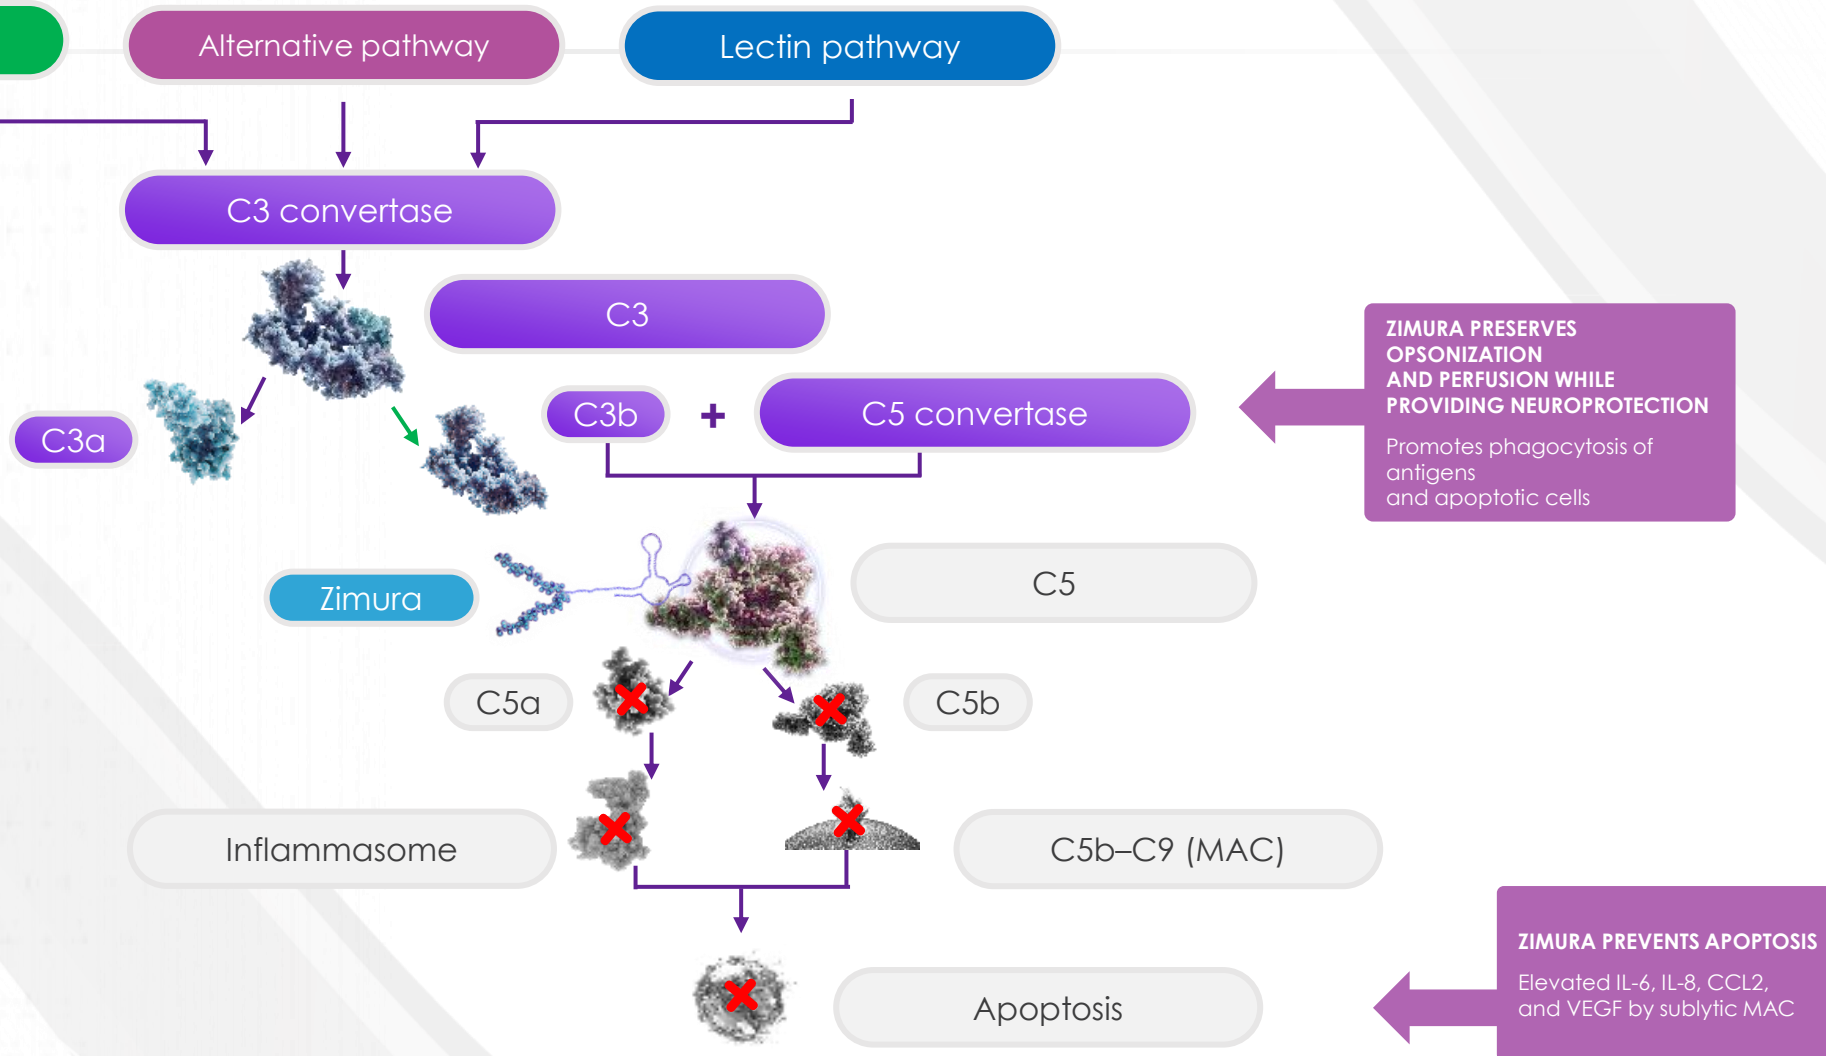 Alternative pathway
Lectin pathway
C3 convertase
C3
C3a
C3b
+
C5 convertase
ZIMURA PRESERVES
OPSONIZATION
AND PERFUSION WHILE
PROVIDING NEUROPROTECTION
Promotes phagocytosis of
antigens
and apoptotic cells
Zimura
C5
C5a
C5b
Inflammasome
C5b–C9 (MAC)
Apoptosis
ZIMURA PREVENTS APOPTOSIS
Elevated IL-6, IL-8, CCL2,
and VEGF by sublytic MAC